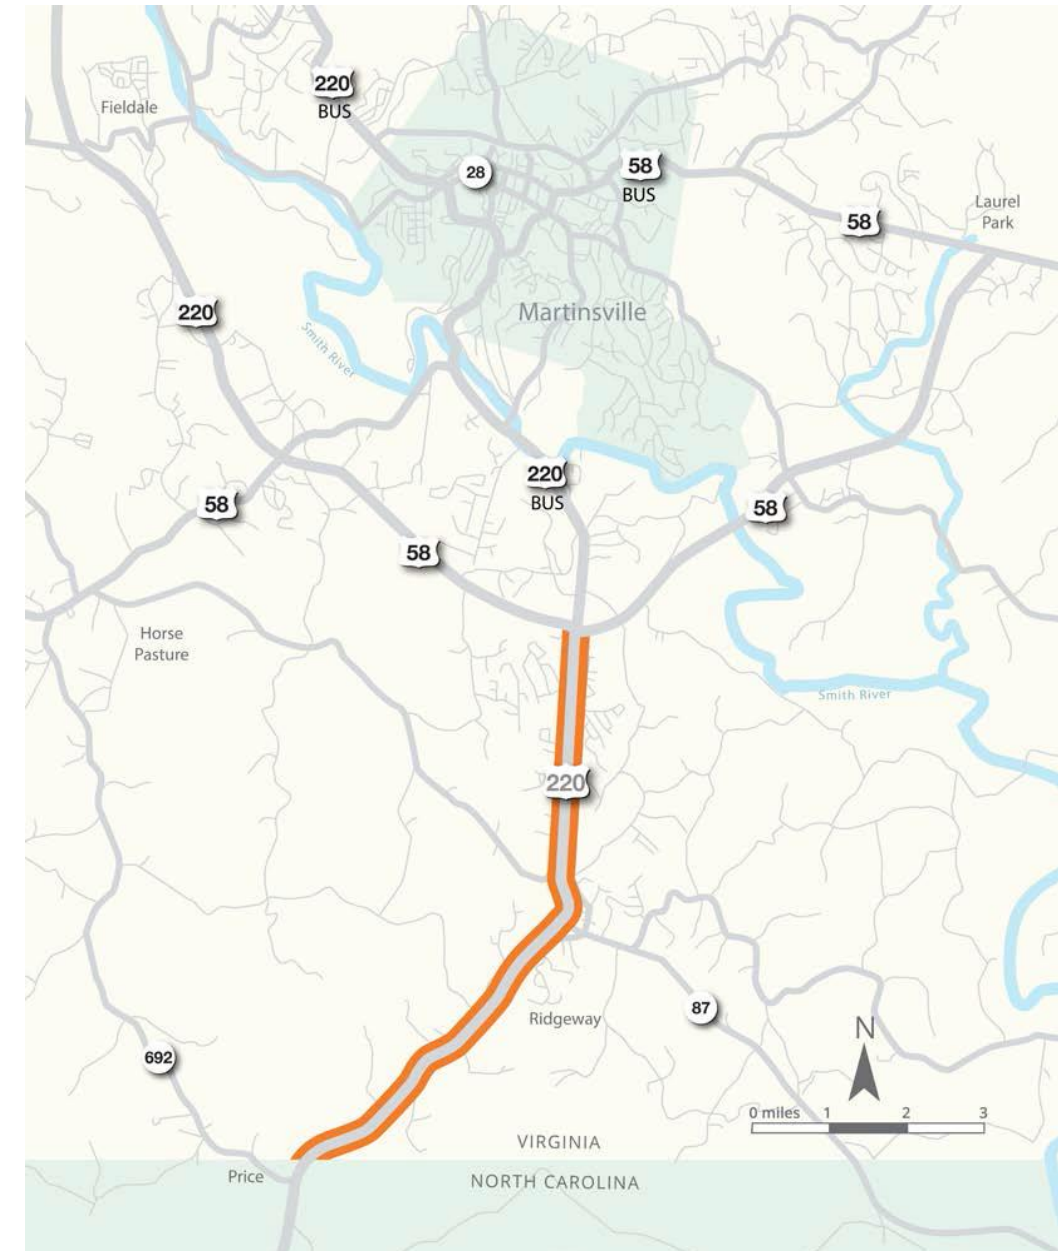 220
BUS
Fieldale
28
58
BUS
Laurel
Park
58
220
Martinsville
Smith River
220
BUS
58
58
58
Horse
Pasture
Smith River
220
87
Ridgeway
N
692
0 miles 1 2 3
VIRGINIA
Price
NORTH CAROLINA